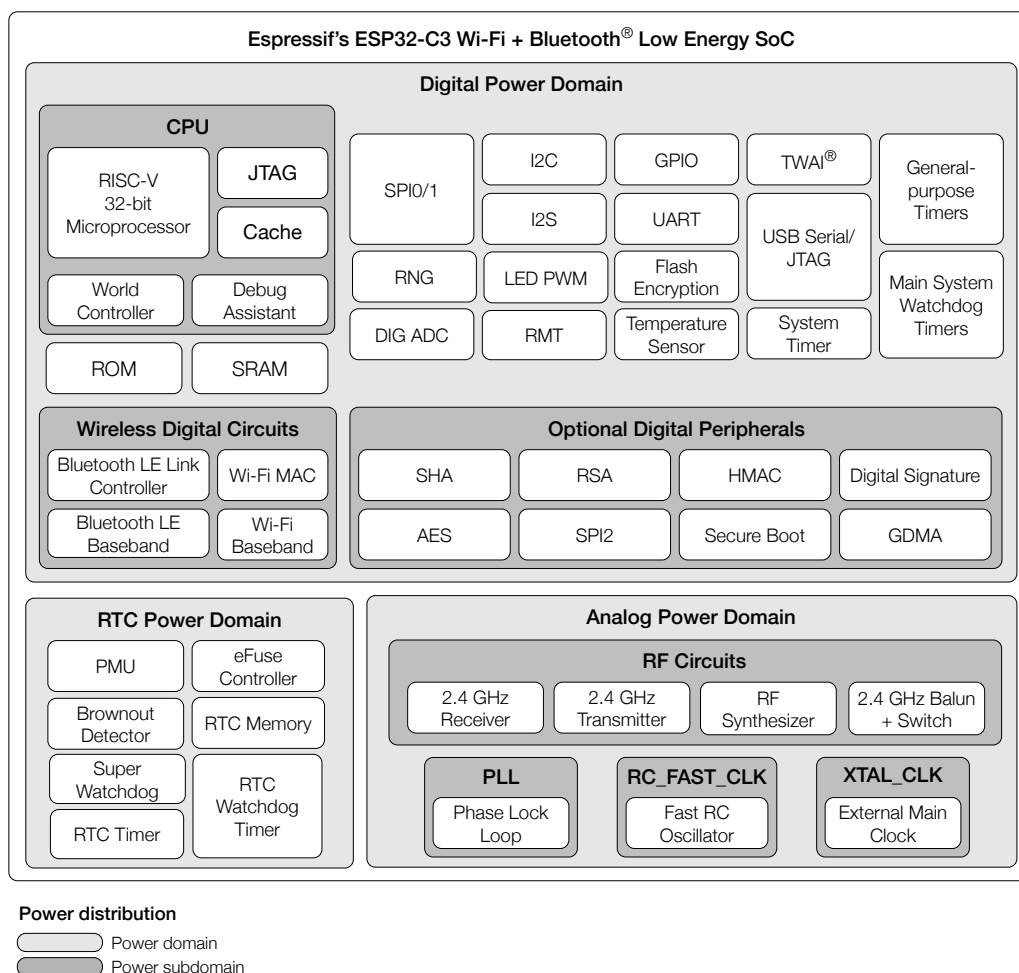 Espressif's ESP32-C3 Wi-Fi + Bluetooth® Low Energy SoC
Digital Power Domain
CPU
RISC-V
32-bit
Microprocessor
JTAG
Cache
World
Controller
Debug
Assistant
ROM
SRAM
SPI0/1
I2C
GPIO
TWAI®
General-
purpose
Timers
I2S
UART
USB Serial/
JTAG
RNG
LED PWM
Flash
Encryption
Main System
Watchdog
Timers
DIG ADC
RMT
Temperature
Sensor
System
Timer
Wireless Digital Circuits
Bluetooth LE Link
Controller
Wi-Fi MAC
Bluetooth LE
Baseband
Wi-Fi
Baseband
Optional Digital Peripherals
SHA
RSA
HMAC
Digital Signature
AES
SPI2
Secure Boot
GDMA
RTC Power Domain
PMU
eFuse
Controller
Brownout
Detector
RTC Memory
Super
Watchdog
RTC
Watchdog
Timer
RTC Timer
Analog Power Domain
RF Circuits
2.4 GHz
Receiver
2.4 GHz
Transmitter
RF
Synthesizer
2.4 GHz Balun
+ Switch
PLL
Phase Lock
Loop
RC_FAST_CLK
Fast RC
Oscillator
XTAL_CLK
External Main
Clock
Power distribution
Power domain
Power subdomain